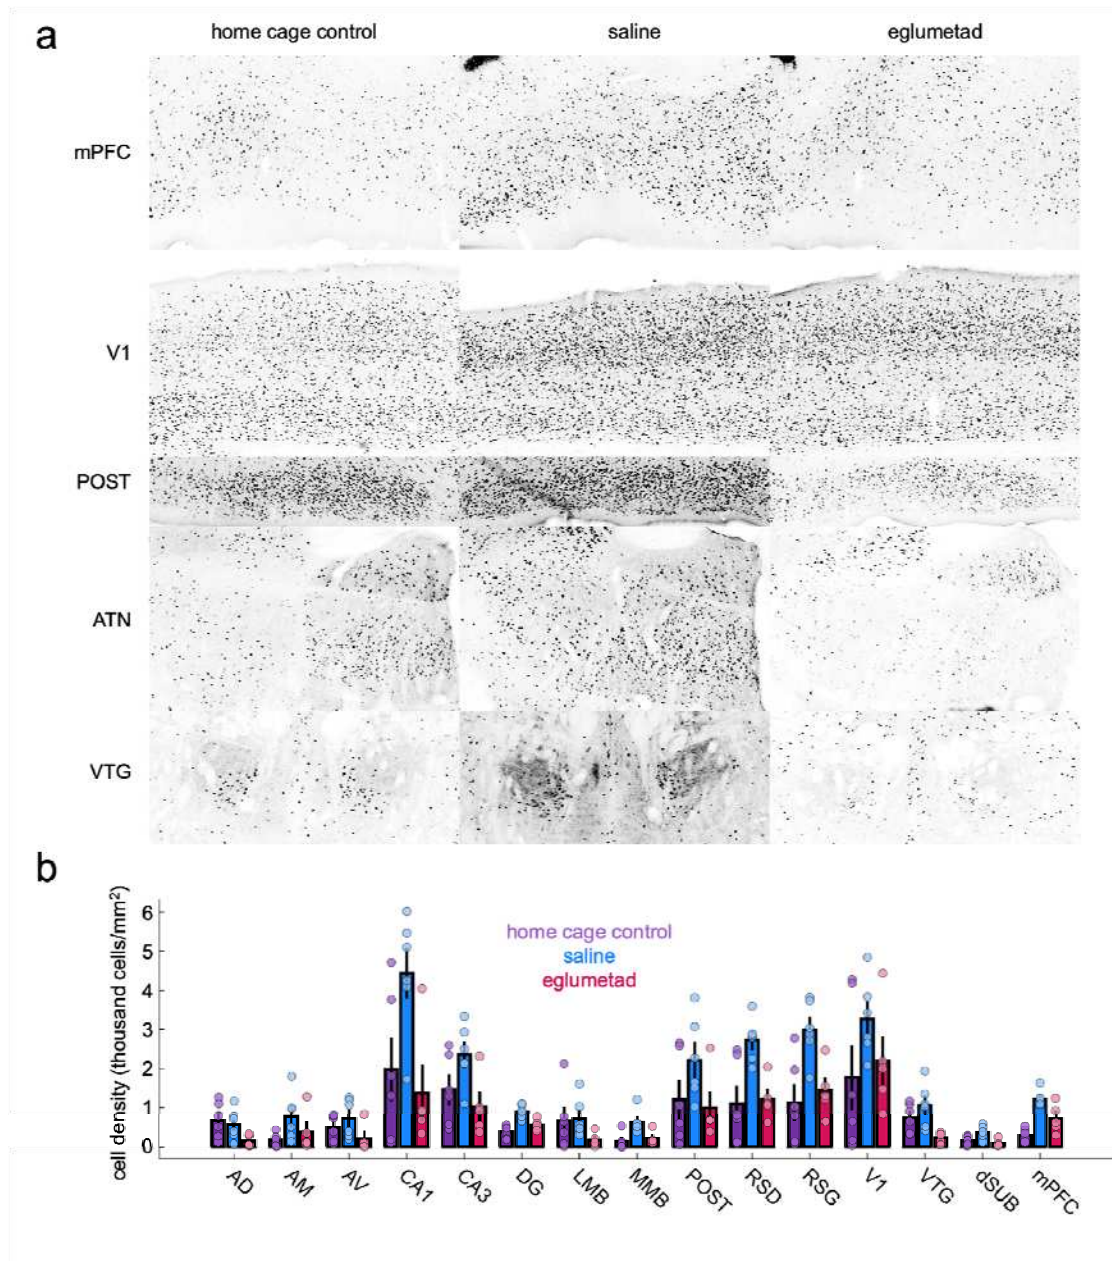 a
home cage control saline eglumetad
mPFC
V1
POST
ATN
VTG
b
cell density (thousand cells/mm²)
6
5
4
3
2
1
0
home cage control
saline
eglumetad
AD AM AV CA1 CA3 DG LMB MMB POST RSD RSG V1 VTG dSUB mPFC